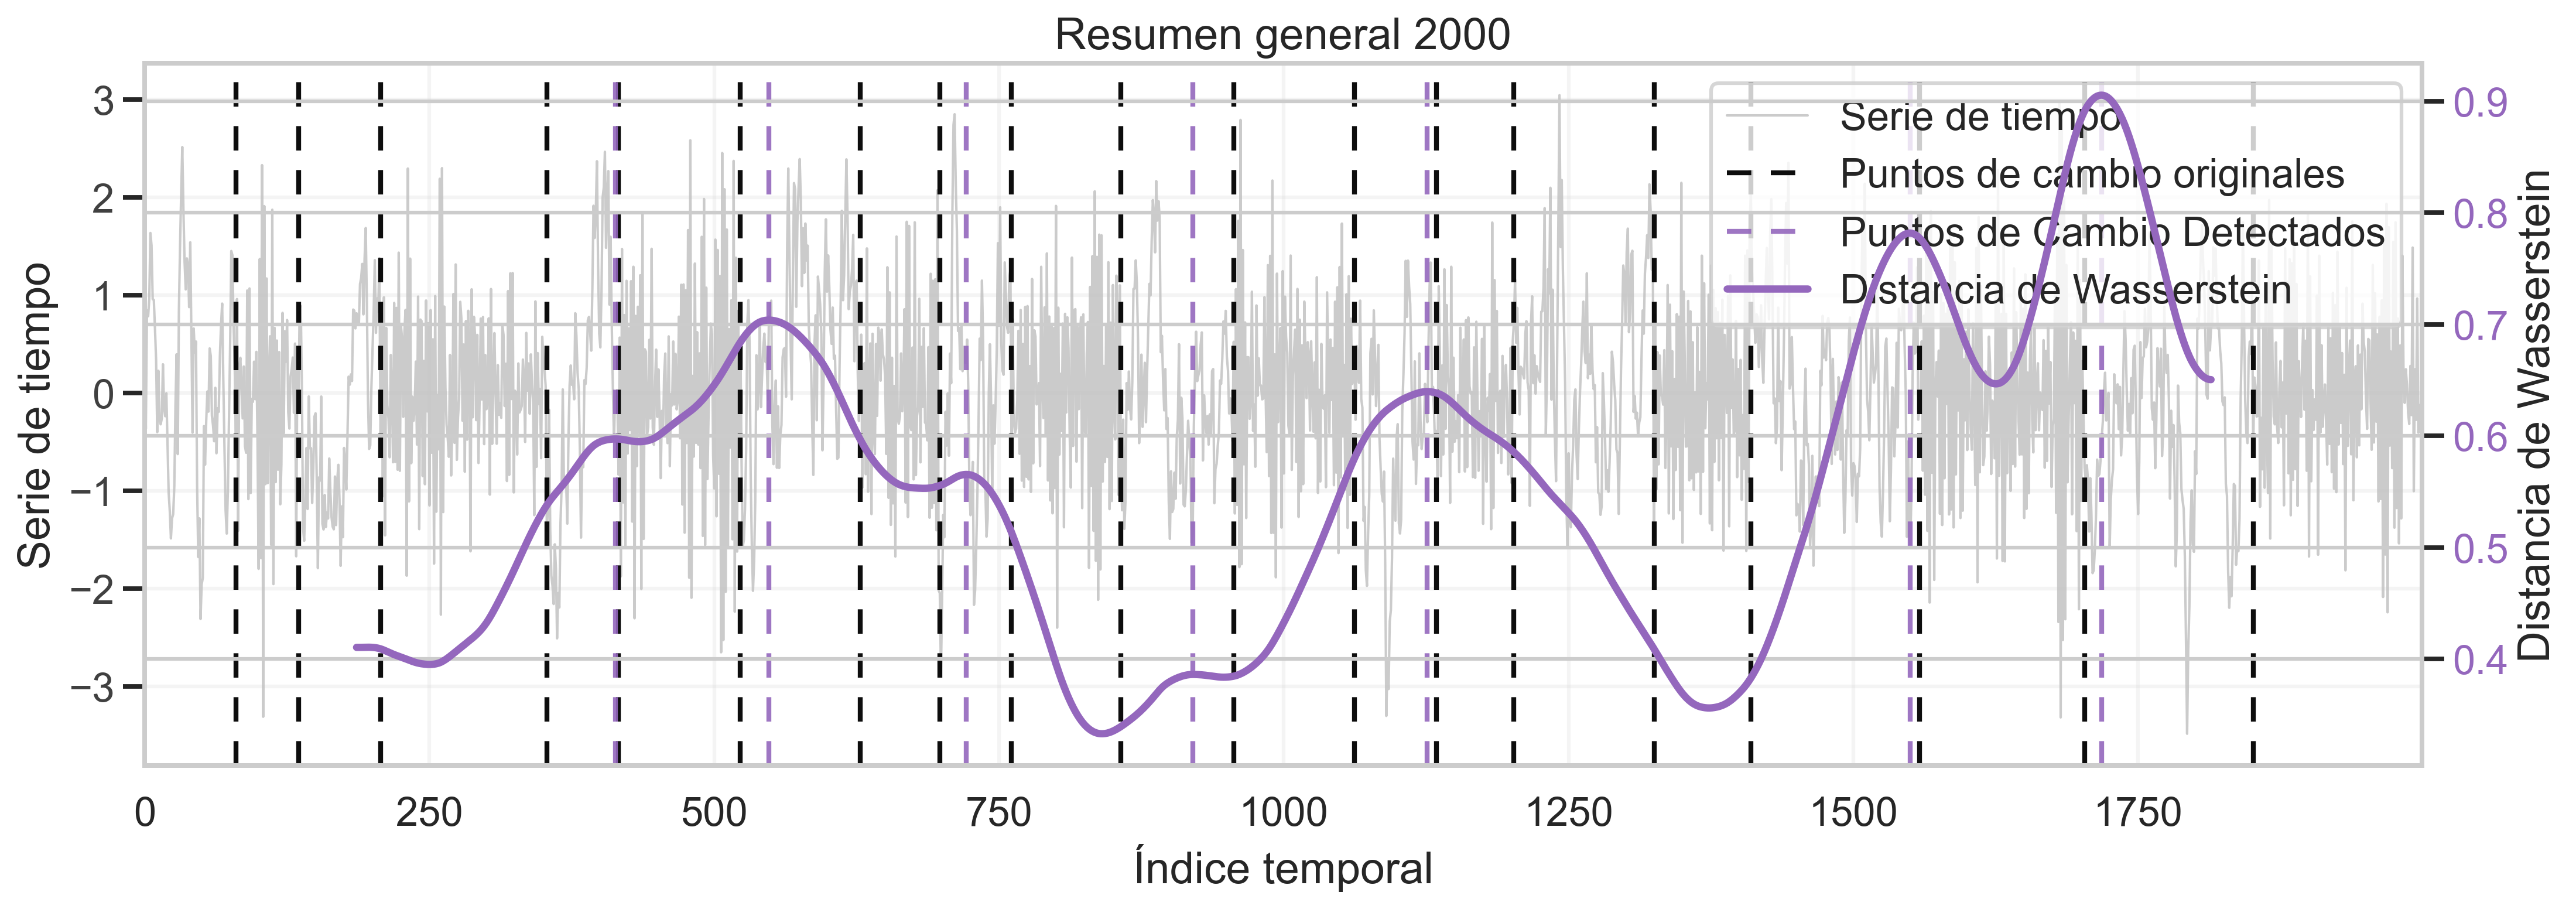 Resumen general 2000
Serie de tiempo
3
2
1
0
−1
−2
−3
Serie de tiempo
Puntos de cambio originales
Puntos de Cambio Detectados
Distancia de Wasserstein
0.9
0.8
0.7
0.6
0.5
0.4
Distancia de Wasserstein
0
250
500
750
1000
1250
1500
1750
Índice temporal